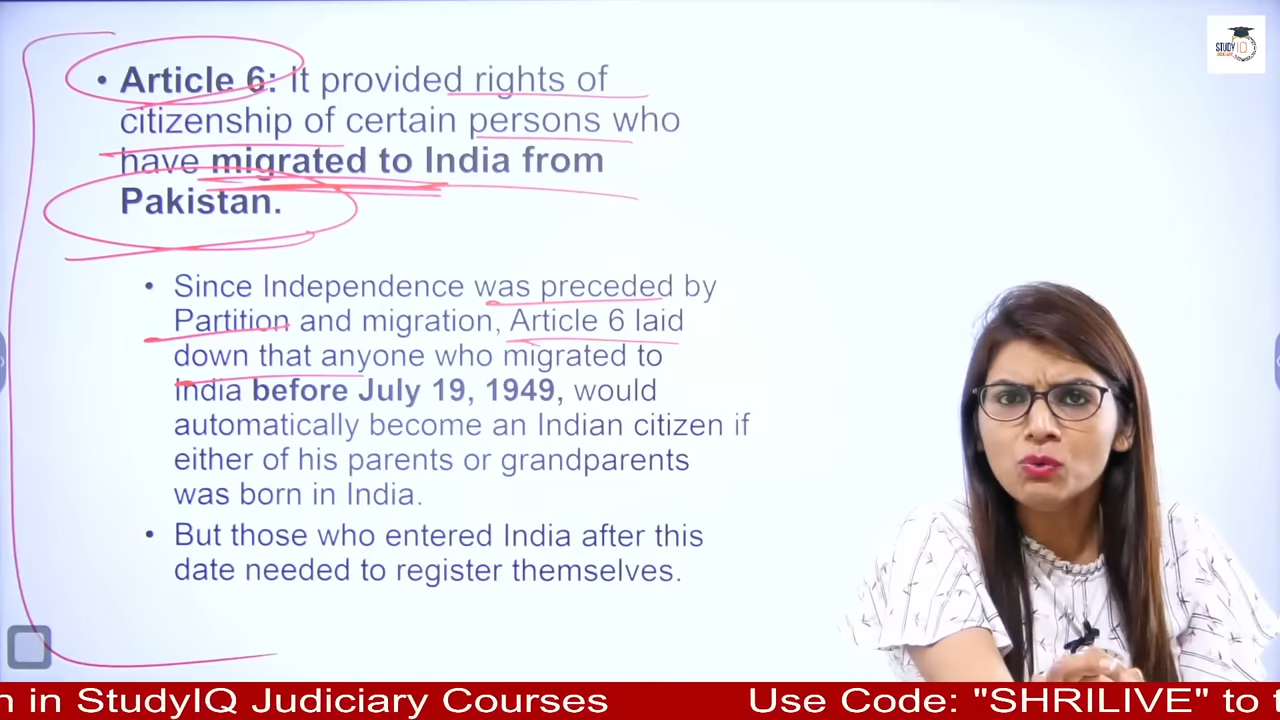 STUDY IQ
• Article 6: It provided rights of
citizenship of certain persons who
have migrated to India from
Pakistan.
• Since Independence was preceded by
Partition and migration, Article 6 laid
down that anyone who migrated to
India before July 19, 1949, would
automatically become an Indian citizen if
either of his parents or grandparents
was born in India.
• But those who entered India after this
date needed to register themselves.
n in StudyIQ Judiciary Courses Use Code: "SHRILIVE" to t